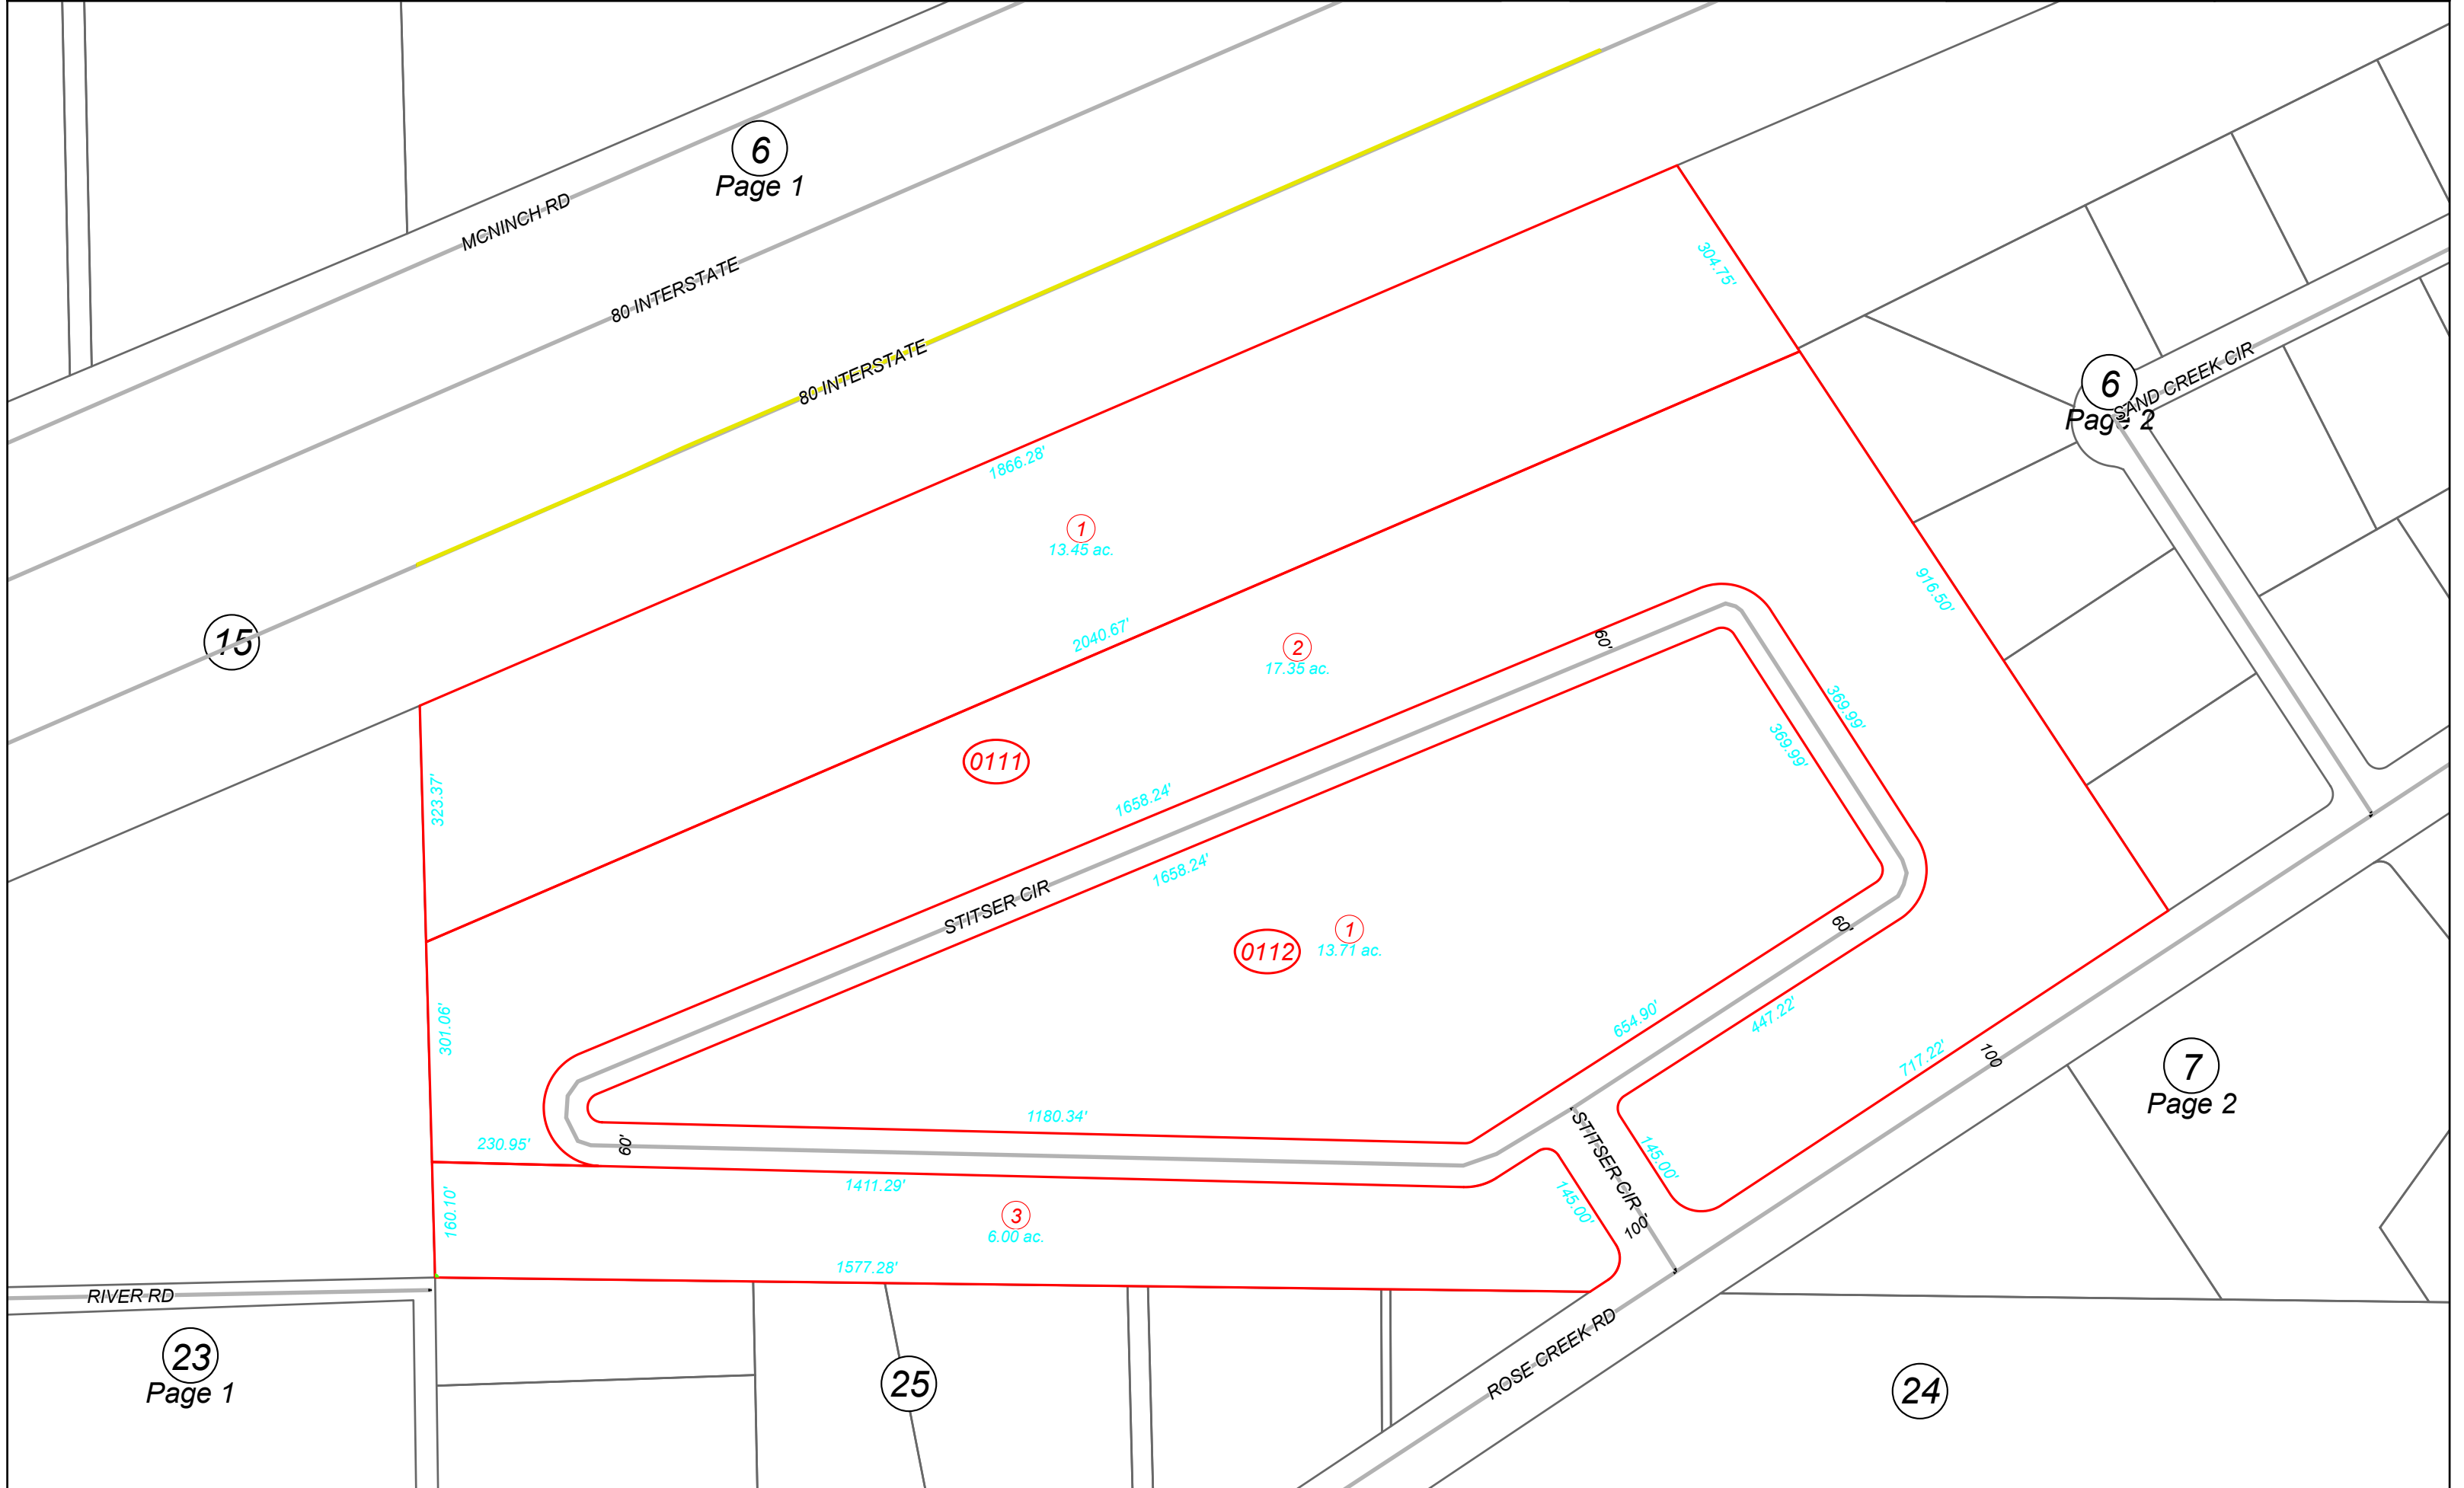 6
Page 1
MCNINCH RD
80 INTERSTATE
80 INTERSTATE
304.75'
6
Page 2
SAND CREEK CIR
1866.28'
1
13.45 ac.
916.50'
15
2040.67'
2
17.35 ac.
60'
369.99'
369.99'
0111
323.37'
1658.24'
1658.24'
STITSER CIR
0112
1
13.71 ac.
60'
301.06'
654.90'
447.22'
717.22'
100
7
Page 2
1180.34'
230.95'
60'
STITSER CIR
145.00'
1411.29'
160.10'
145.00'
3
6.00 ac.
100'
1577.28'
RIVER RD
ROSE CREEK RD
23
Page 1
25
24